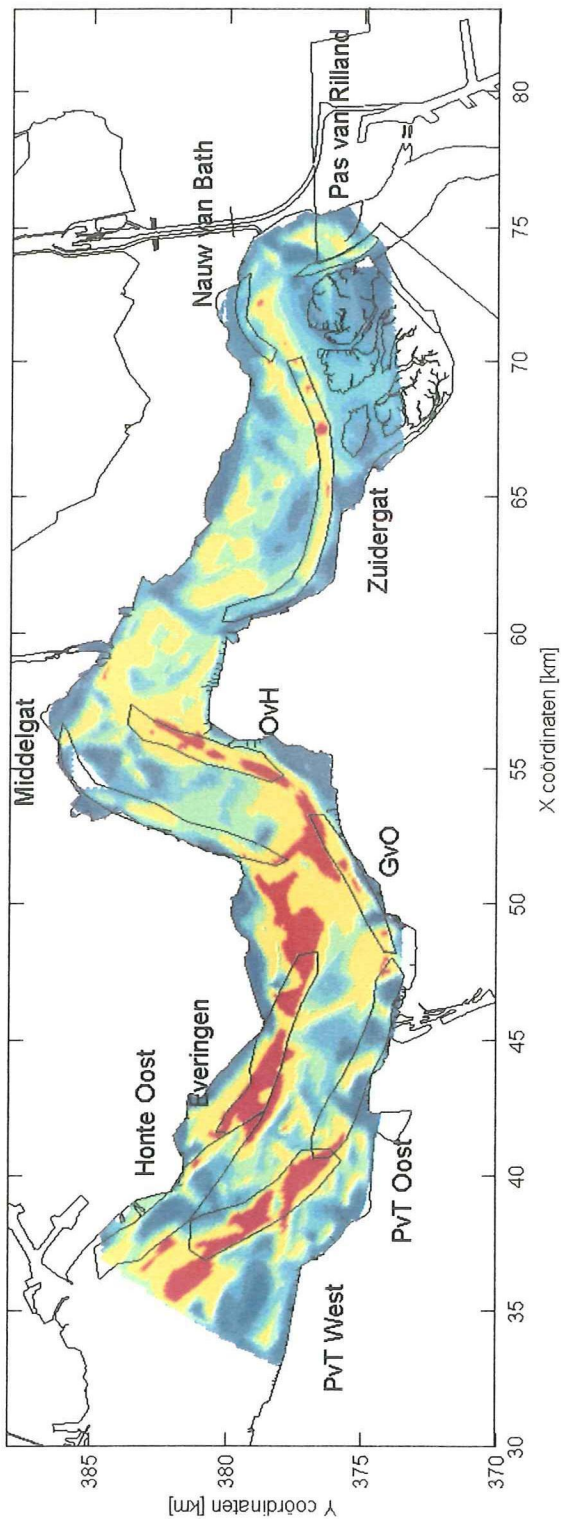 Honte Oost
Everingen
Middelgat
Nauw van Bath
Pas van Rilland
PvT West
PvT Oost
GvO
OvH
Zuidergat
385
380
375
370
Y coördinaten [km]
30
35
40
45
50
55
60
65
70
75
80
X coördinaten [km]